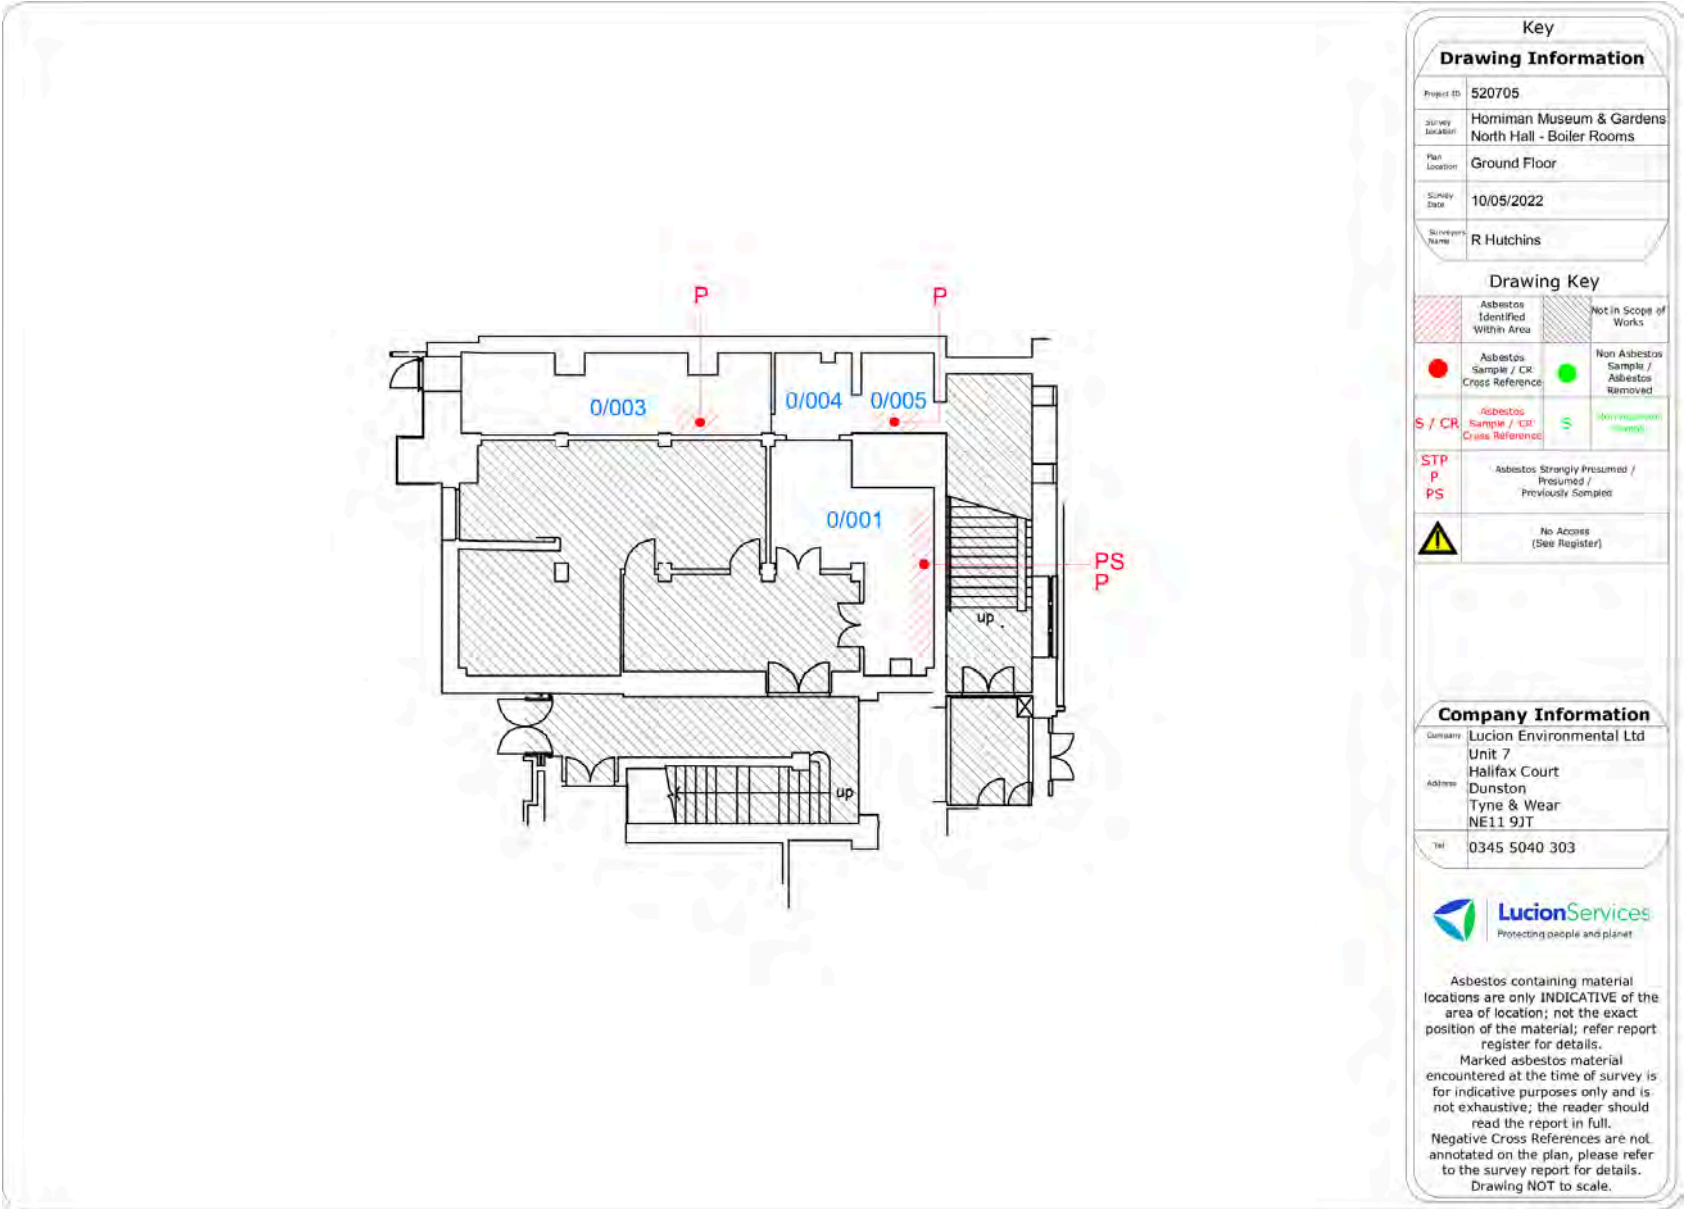 P
P
0/003
0/004
0/005
0/001
PS
P
up
up
Key
Drawing Information
Project ID
520705
Survey
Location
Horniman Museum & Gardens
North Hall - Boiler Rooms
Plan
Location
Ground Floor
Survey
Date
10/05/2022
Surveyors
Name
R Hutchins
Drawing Key
Asbestos
Identified
Within Area
Not in Scope of
Works
Asbestos
Sample / CR
Cross Reference
Non Asbestos
Sample /
Asbestos
Removed
S / CR
Asbestos
Sample / CR
Cross Reference
S
STP
P
PS
Asbestos Strongly Presumed /
Presumed /
Previously Sampled
No Access
(See Register)
Company Information
Company
Lucion Environmental Ltd
Address
Unit 7
Halifax Court
Dunston
Tyne & Wear
NE11 9JT
Tel
0345 5040 303
LucionServices
Protecting people and planet
Asbestos containing material
locations are only INDICATIVE of the
area of location; not the exact
position of the material; refer report
register for details.
Marked asbestos material
encountered at the time of survey is
for indicative purposes only and is
not exhaustive; the reader should
read the report in full.
Negative Cross References are not
annotated on the plan, please refer
to the survey report for details.
Drawing NOT to scale.